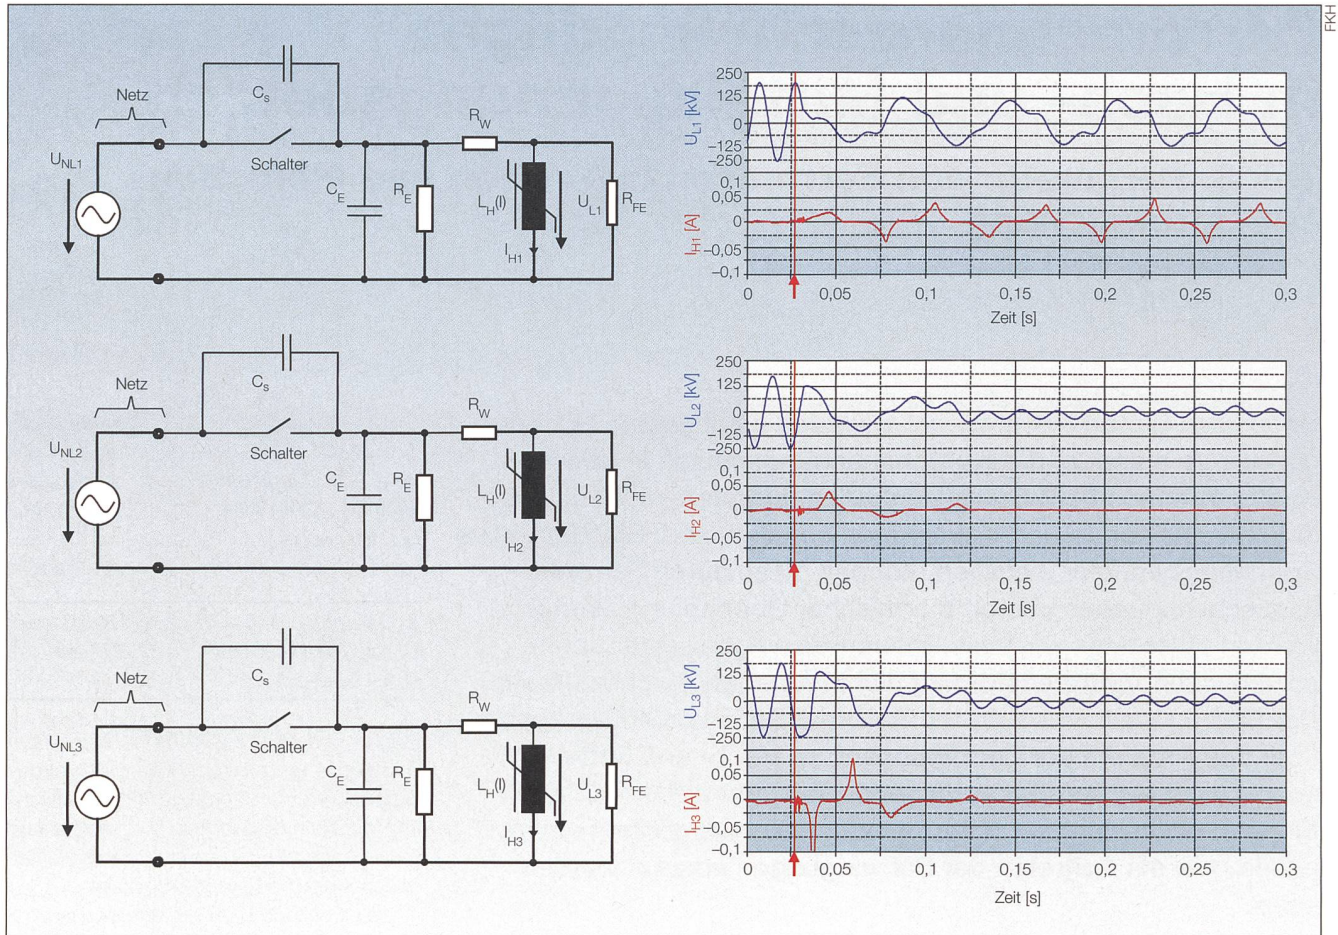 FKH
C_s
Netz
Schalter
U_NL1
C_E
R_E
R_W
L_H(I)
I_H1
U_L1
R_FE
U_L1 [kV]
250
125
0
-125
-250
I_H1 [A]
0,1
0,05
0
-0,05
-0,1
0 0,05 0,1 0,15 0,2 0,25 0,3
Zeit [s]
C_s
Netz
Schalter
U_NL2
C_E
R_E
R_W
L_H(I)
I_H2
U_L2
R_FE
U_L2 [kV]
250
125
0
-125
-250
I_H2 [A]
0,1
0,05
0
-0,05
-0,1
0 0,05 0,1 0,15 0,2 0,25 0,3
Zeit [s]
C_s
Netz
Schalter
U_NL3
C_E
R_E
R_W
L_H(I)
I_H3
U_L3
R_FE
U_L3 [kV]
250
125
0
-125
-250
I_H3 [A]
0,1
0,05
0
-0,05
-0,1
0 0,05 0,1 0,15 0,2 0,25 0,3
Zeit [s]